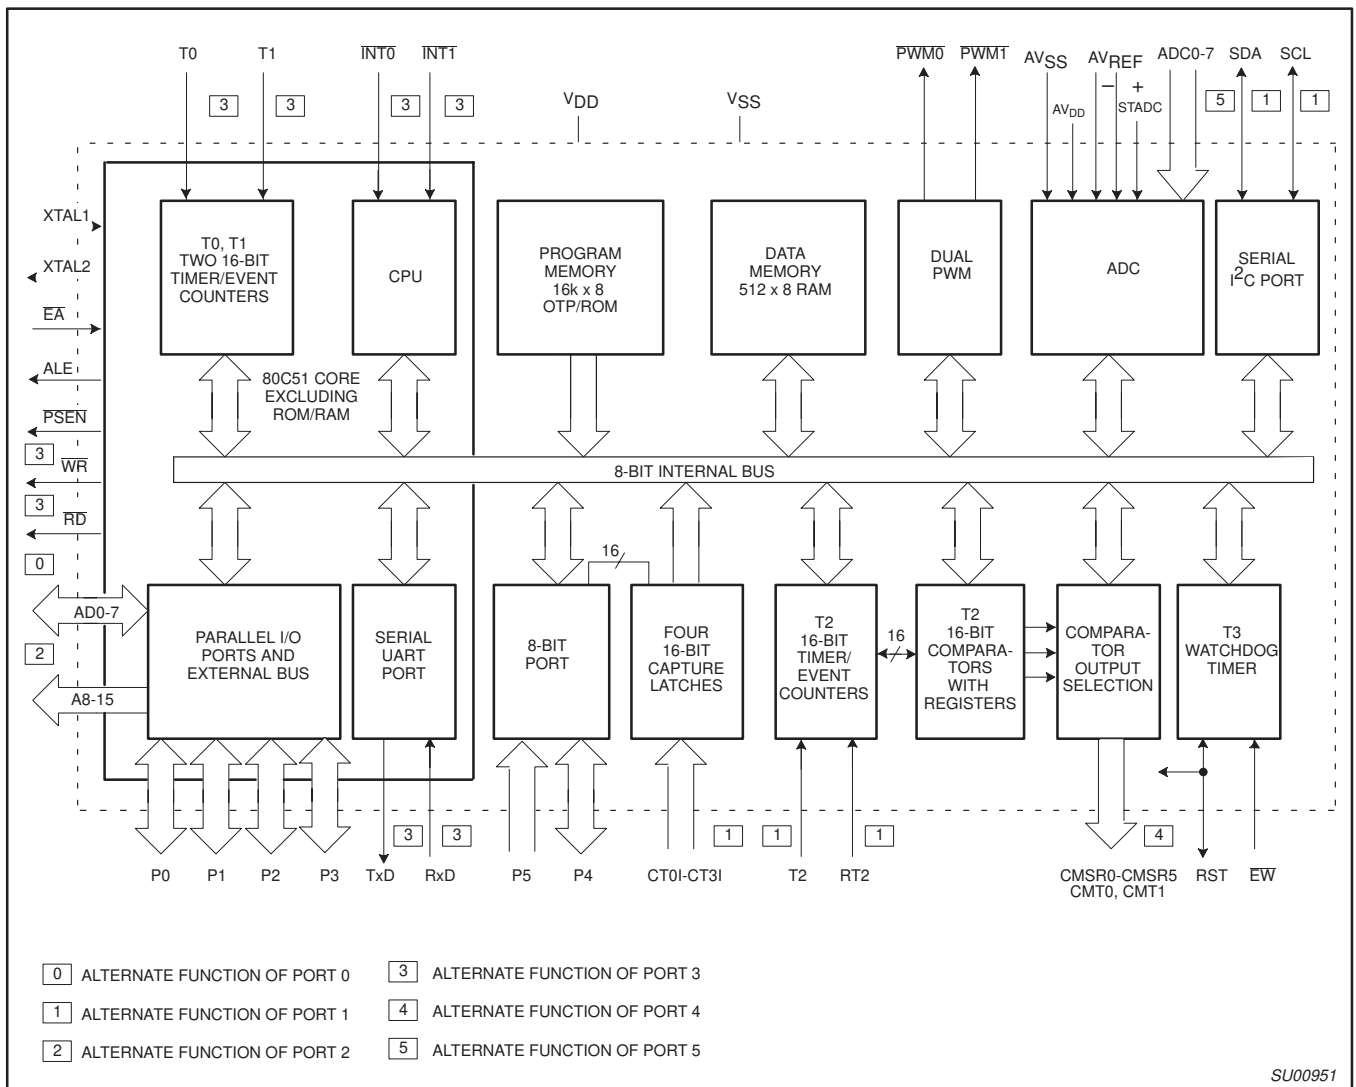 T0 T1 INT0 INT1 PWM0 PWM1 AVSS AVREF ADC0-7 SDA SCL
− +
3 3 3 3 VDD VSS AVDD STADC 5 1 1
XTAL1
XTAL2
EA
ALE
PSEN
3 WR
3 RD
0
AD0-7
2
A8-15
T0, T1
TWO 16-BIT
TIMER/EVENT
COUNTERS
CPU
PROGRAM
MEMORY
16k x 8
OTP/ROM
DATA
MEMORY
512 x 8 RAM
DUAL
PWM
ADC
SERIAL
I2C PORT
80C51 CORE
EXCLUDING
ROM/RAM
8-BIT INTERNAL BUS
PARALLEL I/O
PORTS AND
EXTERNAL BUS
SERIAL
UART
PORT
8-BIT
PORT
16
FOUR
16-BIT
CAPTURE
LATCHES
T2
16-BIT
TIMER/
EVENT
COUNTERS
16
T2
16-BIT
COMPARA-
TORS
WITH
REGISTERS
COMPARA-
TOR
OUTPUT
SELECTION
T3
WATCHDOG
TIMER
3 3 1 1 1 4
P0 P1 P2 P3 TxD RxD P5 P4 CT0I-CT3I T2 RT2 CMSR0-CMSR5 RST EW
CMT0, CMT1
0 ALTERNATE FUNCTION OF PORT 0
1 ALTERNATE FUNCTION OF PORT 1
2 ALTERNATE FUNCTION OF PORT 2
3 ALTERNATE FUNCTION OF PORT 3
4 ALTERNATE FUNCTION OF PORT 4
5 ALTERNATE FUNCTION OF PORT 5
SU00951